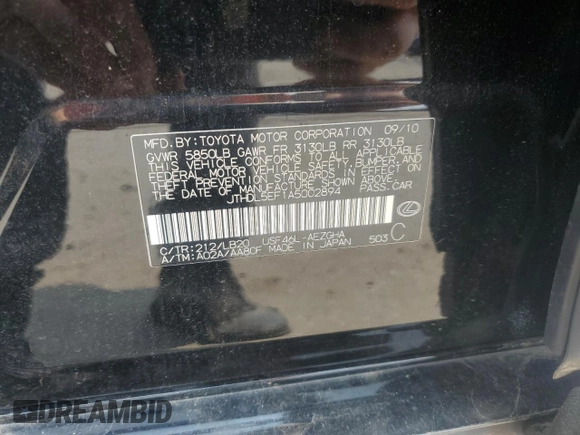 MFD. BY: TOYOTA MOTOR CORPORATION 09/10
GVWR 5850LB GAWR FR 3130LB RR 3130LB
THIS VEHICLE CONFORMS TO ALL APPLICABLE
FEDERAL MOTOR VEHICLE SAFETY, BUMPER, AND
THEFT PREVENTION STANDARDS IN EFFECT ON
THE DATE OF MANUFACTURE SHOWN ABOVE.
JTHDL5EF1A5002894 PASS.CAR
C/TR:212/LB20 USF46L-AEZGHA
A/TM:A02A/AA80F MADE IN JAPAN 503 C
DREAMBID